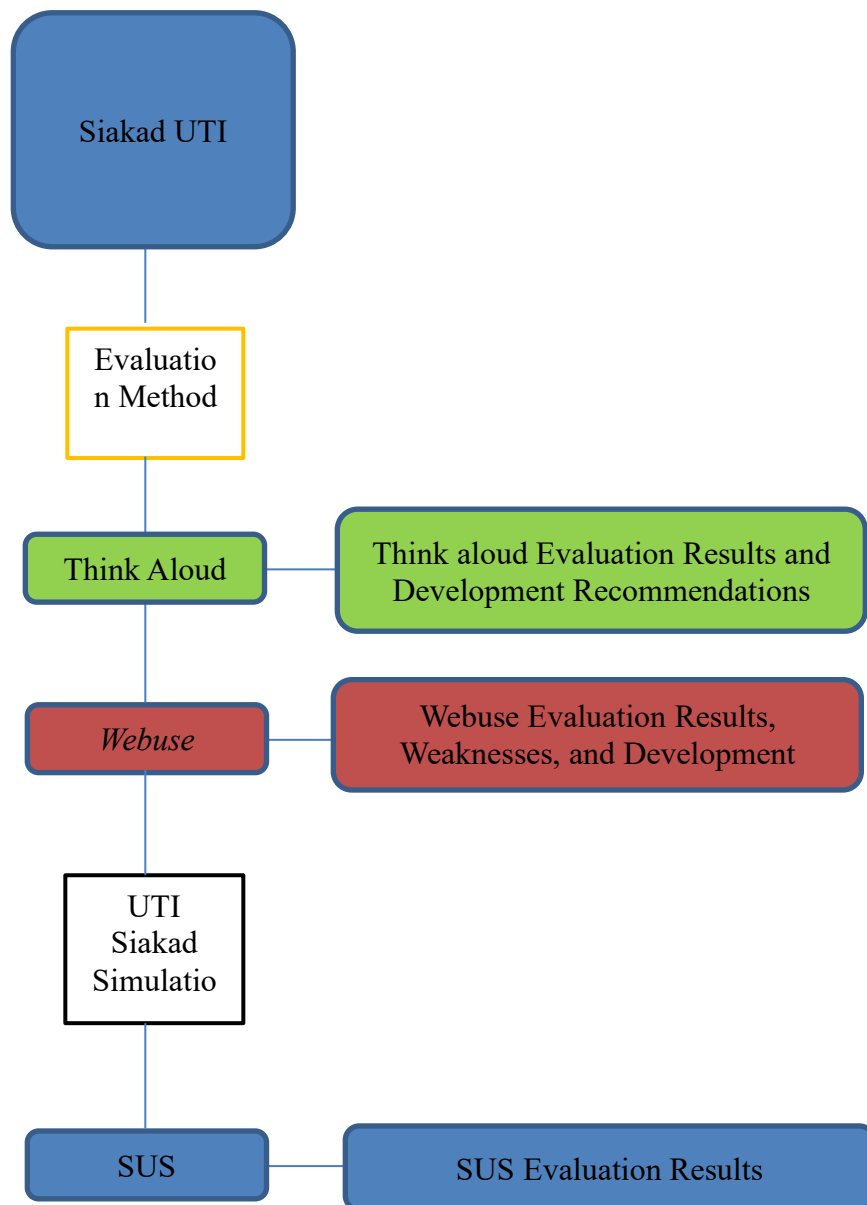 Siakad UTI
Evaluatio
n Method
Think Aloud
Think aloud Evaluation Results and
Development Recommendations
Webuse
Webuse Evaluation Results,
Weaknesses, and Development
UTI
Siakad
Simulatio
SUS
SUS Evaluation Results